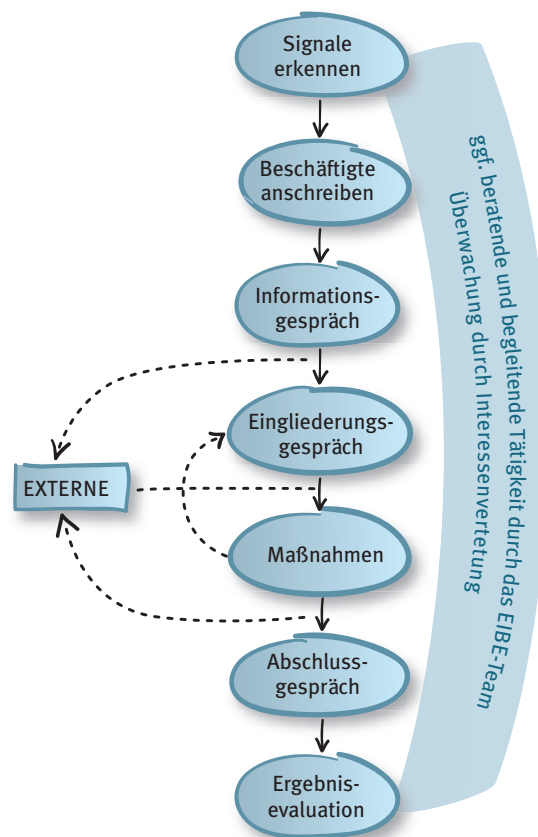 Signale
erkennen
Beschäftigte
anschreiben
Informations-
gespräch
Eingliederungs-
gespräch
EXTERNE
Maßnahmen
Abschluss-
gespräch
Ergebnis-
evaluation
ggf. beratende und begleitende Tätigkeit durch das EIBE-Team
Überwachung durch Interessenvertetung